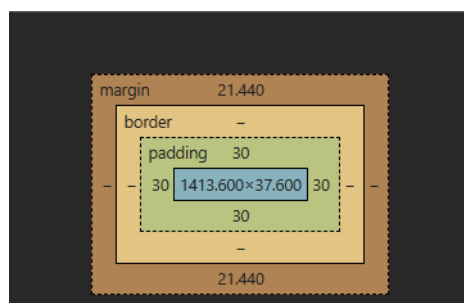 margin 21.440
border –
padding 30
– – 30 1413.600×37.600 30 – –
30
–
21.440